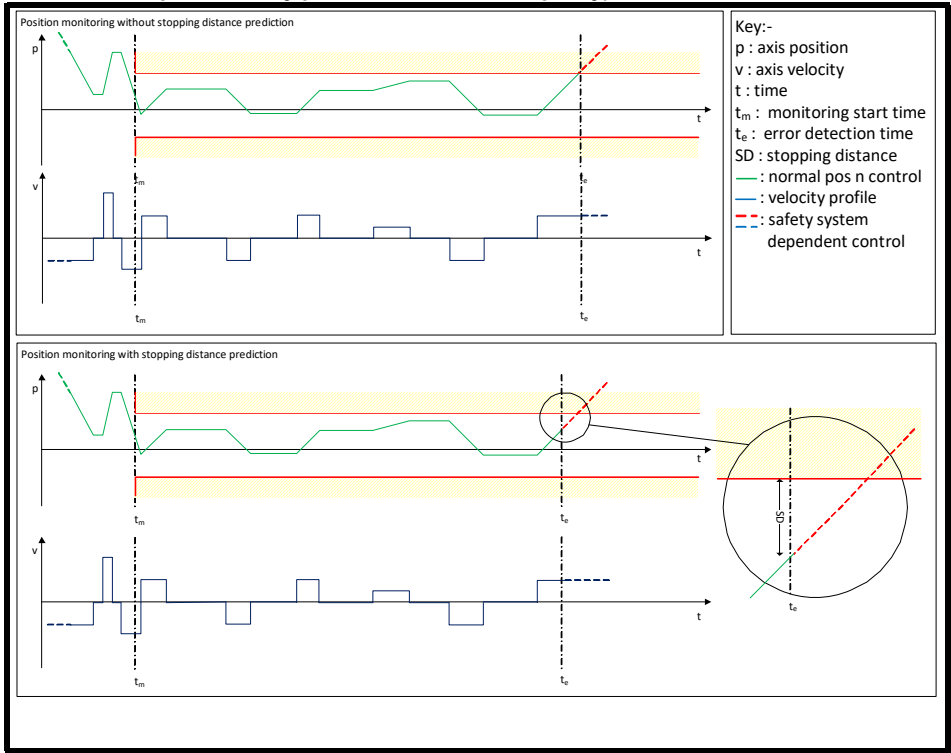 Position monitoring without stopping distance prediction
p
t
tm
te
v
t
tm
te
Key:-
p : axis position
v : axis velocity
t : time
tm : monitoring start time
te : error detection time
SD : stopping distance
: normal pos n control
: velocity profile
: safety system
dependent control
Position monitoring with stopping distance prediction
p
t
tm
te
v
t
tm
te
SD
te